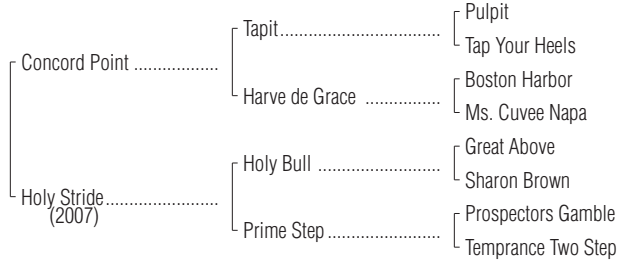 Pulpit
Tapit
Tap Your Heels
Concord Point
Boston Harbor
Harve de Grace
Ms. Cuvee Napa
Great Above
Holy Bull
Sharon Brown
Holy Stride
(2007)
Prospectors Gamble
Prime Step
Temprance Two Step